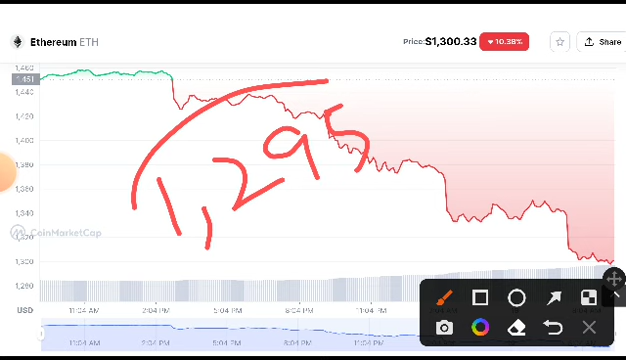 Ethereum ETH
Price: $1,300.33 ▼10.38%
Share
1,460
1,451
1,420
1,400
1,380
1,360
1,340
1,320
1,300
1,280
1,295
CoinMarketCap
USD 11:04 AM 2:04 PM 5:04 PM 8:04 PM 11:04 PM
11:04 AM 2:04 PM 5:04 PM 8:04 PM 11:04 PM